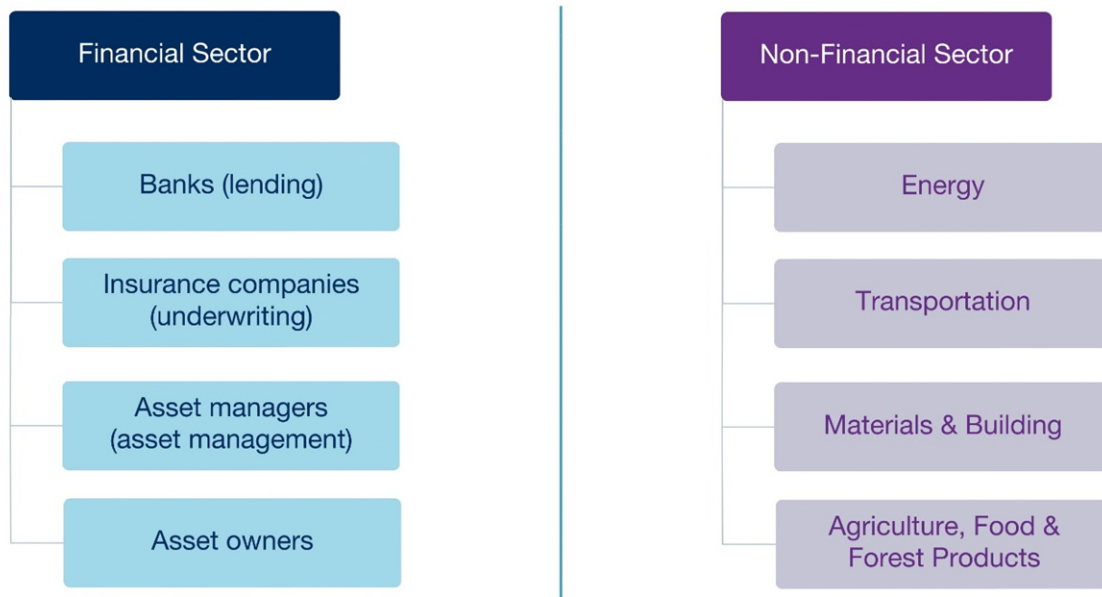 Financial Sector
Banks (lending)
Insurance companies
(underwriting)
Asset managers
(asset management)
Asset owners
Non-Financial Sector
Energy
Transportation
Materials & Building
Agriculture, Food &
Forest Products